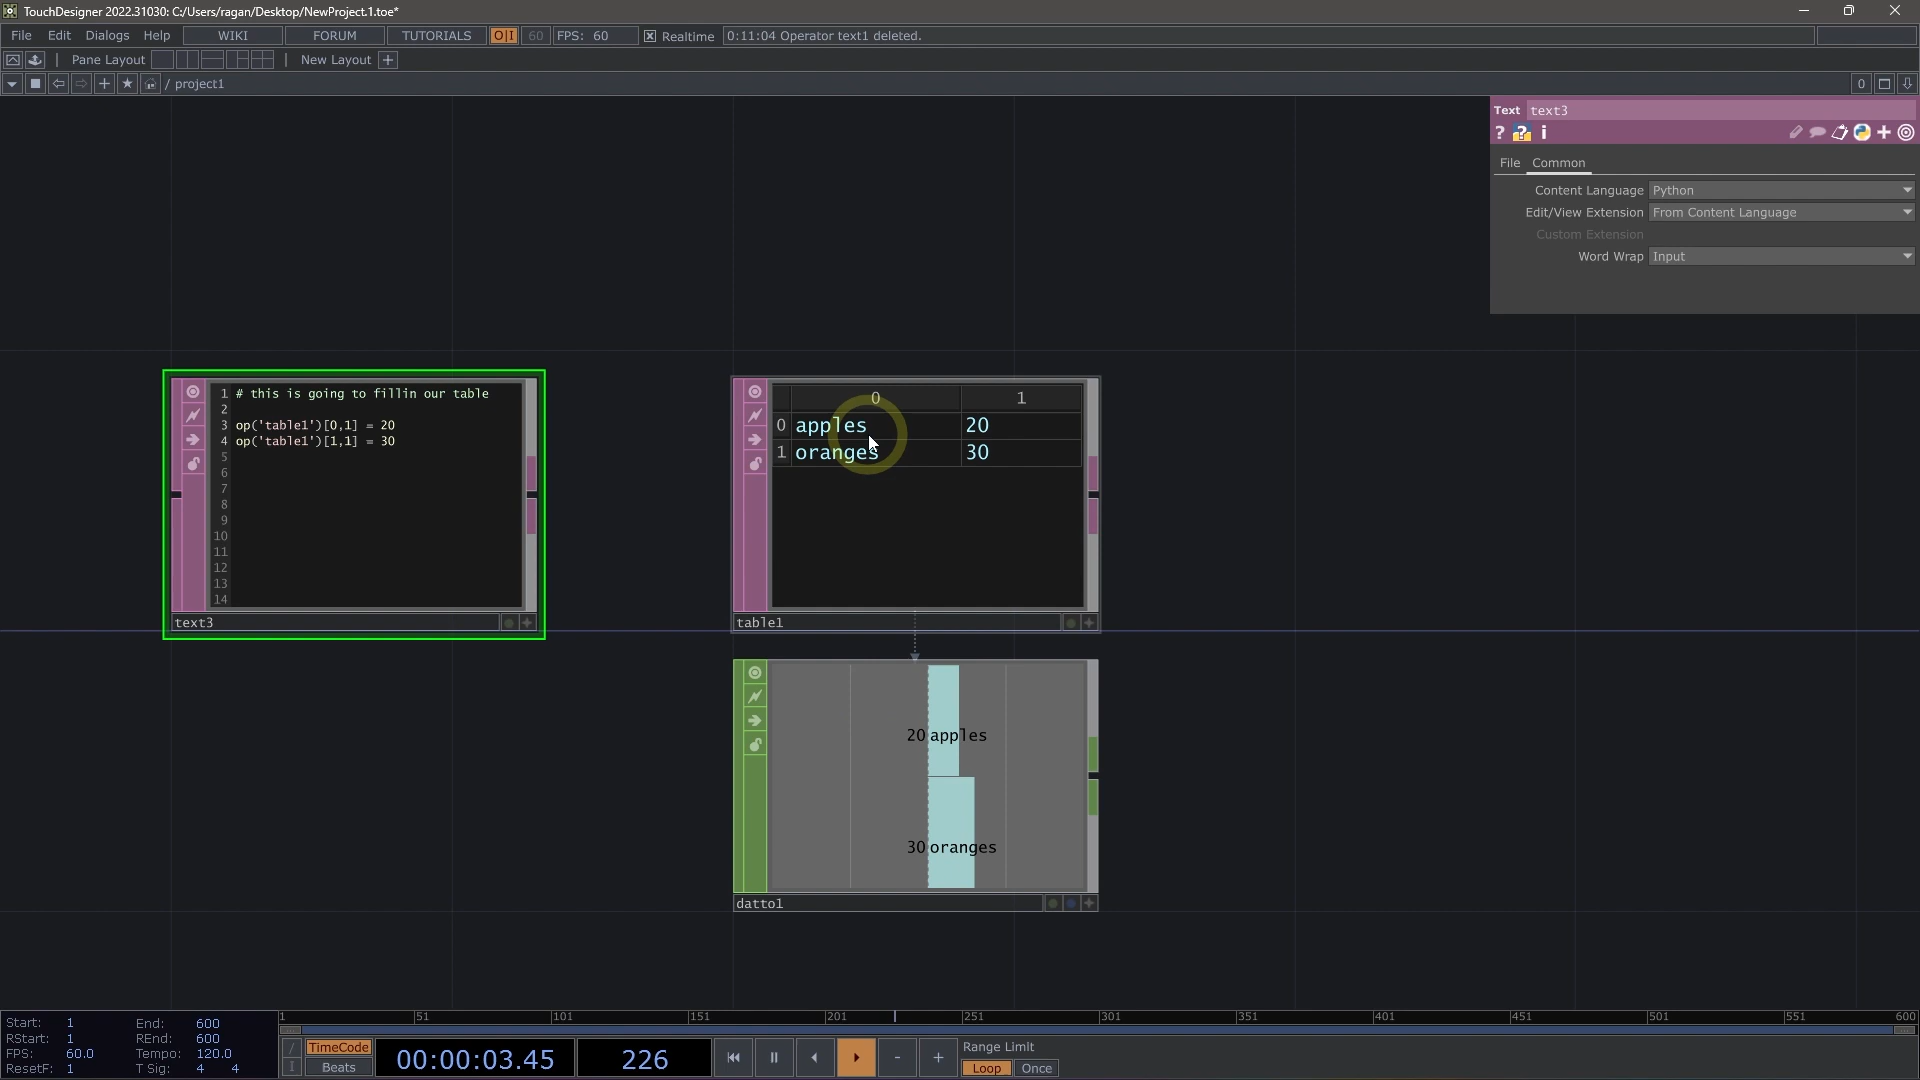 TouchDesigner 2022.31030: C:/Users/ragan/Desktop/NewProject.1.toe*
File Edit Dialogs Help WIKI FORUM TUTORIALS O|I 60 FPS: 60 Realtime 0:11:04 Operator text1 deleted.
Pane Layout New Layout +
/ project1 0
Text text3
? ? i
File Common
Content Language Python
Edit/View Extension From Content Language
Custom Extension
Word Wrap Input
1 # this is going to fillin our table
2
3 op('table1')[0,1] = 20
4 op('table1')[1,1] = 30
5
6
7
8
9
10
11
12
13
14
text3
0 1
0 apples 20
1 oranges 30
table1
20 apples
30 oranges
datto1
1 51 101 151 201 251 301 351 401 451 501 551 600
Start: 1 End: 600
RStart: 1 REnd: 600
FPS: 60.0 Tempo: 120.0
ResetF: 1 T Sig: 4 4
/ TimeCode
I Beats
00:00:03.45 226 - +
Range Limit
Loop Once